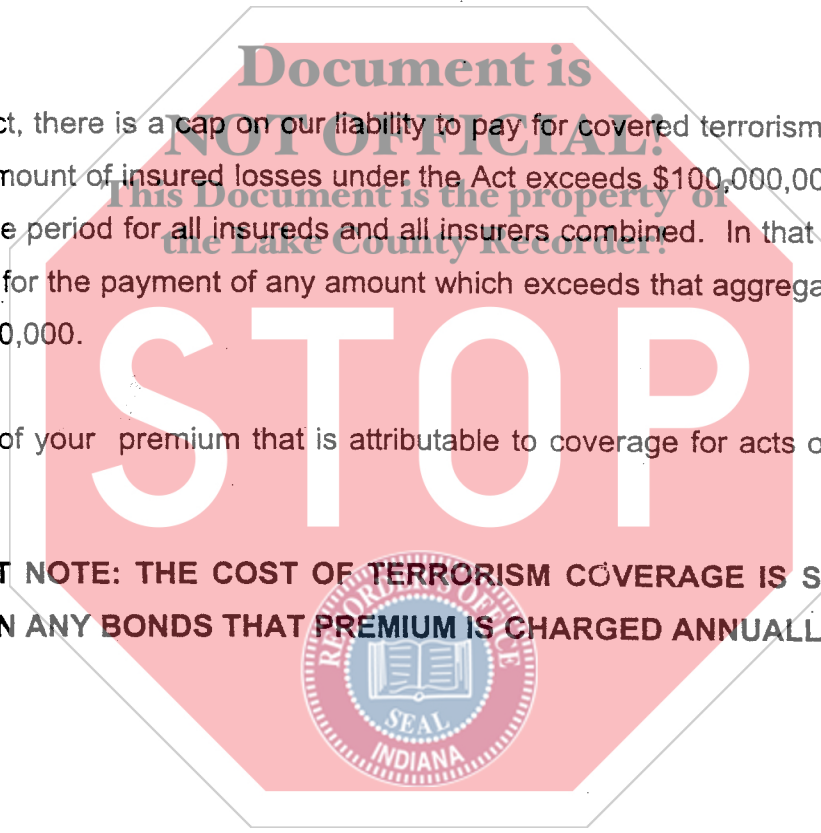 Document is
NOT OFFICIAL!
This Document is the property of
the Lake County Recorder!
ct, there is a cap on our liability to pay for covered terrorism
mount of insured losses under the Act exceeds $100,000,00
e period for all insureds and all insurers combined. In that
for the payment of any amount which exceeds that aggrega
0,000.
STOP
of your premium that is attributable to coverage for acts o
T NOTE: THE COST OF TERRORISM COVERAGE IS S
N ANY BONDS THAT PREMIUM IS CHARGED ANNUALL
RECORDER'S OFFICE
SEAL
INDIANA